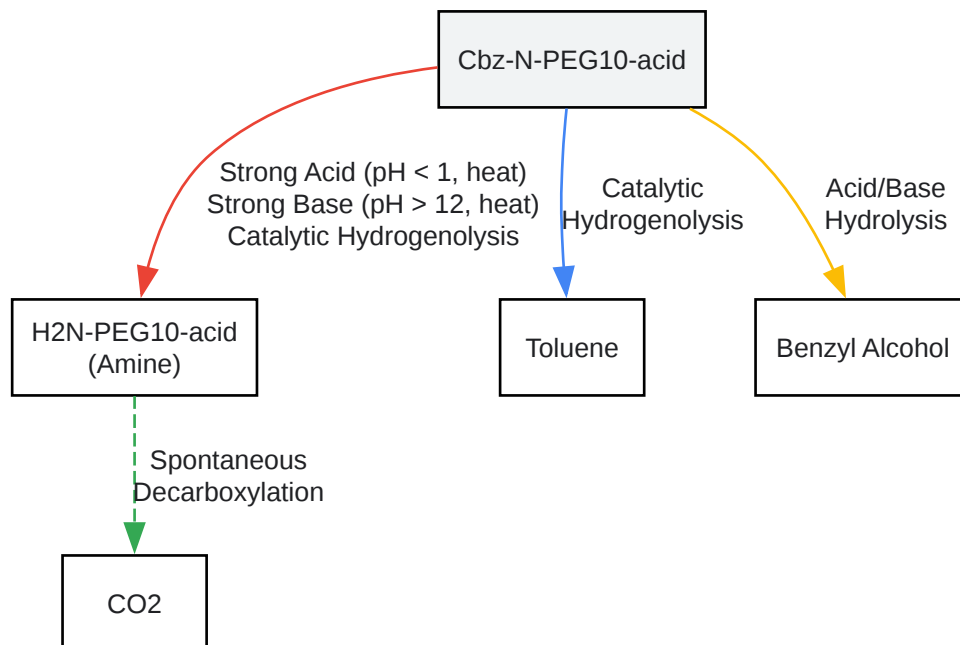 Cbz-N-PEG10-acid
Strong Acid (pH < 1, heat)
Strong Base (pH > 12, heat)
Catalytic Hydrogenolysis
Catalytic
Hydrogenolysis
Acid/Base
Hydrolysis
H2N-PEG10-acid
(Amine)
Toluene
Benzyl Alcohol
Spontaneous
Decarboxylation
CO2